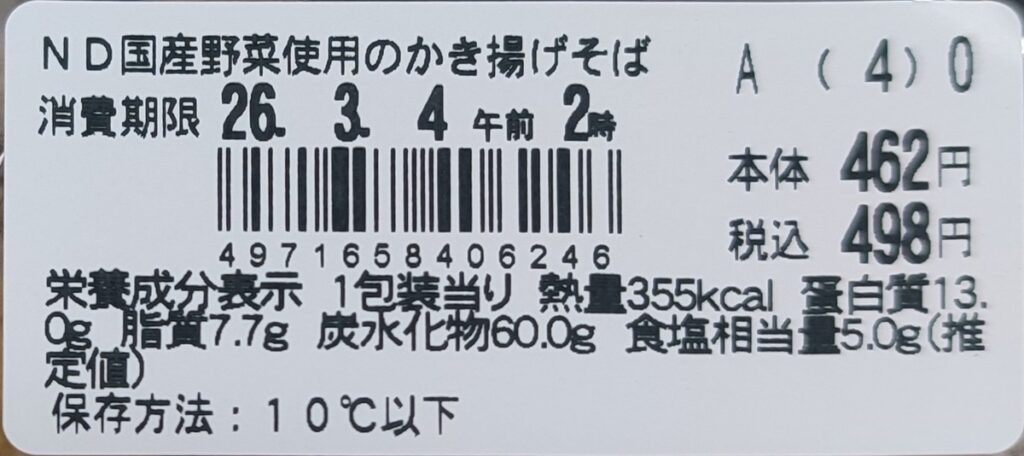 ND国産野菜使用のかき揚げそば
A (4)0
消費期限 26. 3. 4 午前 2時
本体 462円
税込 498円
4971658406246
栄養成分表示 1包装当り 熱量355kcal 蛋白質13.
0g 脂質7.7g 炭水化物60.0g 食塩相当量5.0g(推
定値)
保存方法:10℃以下